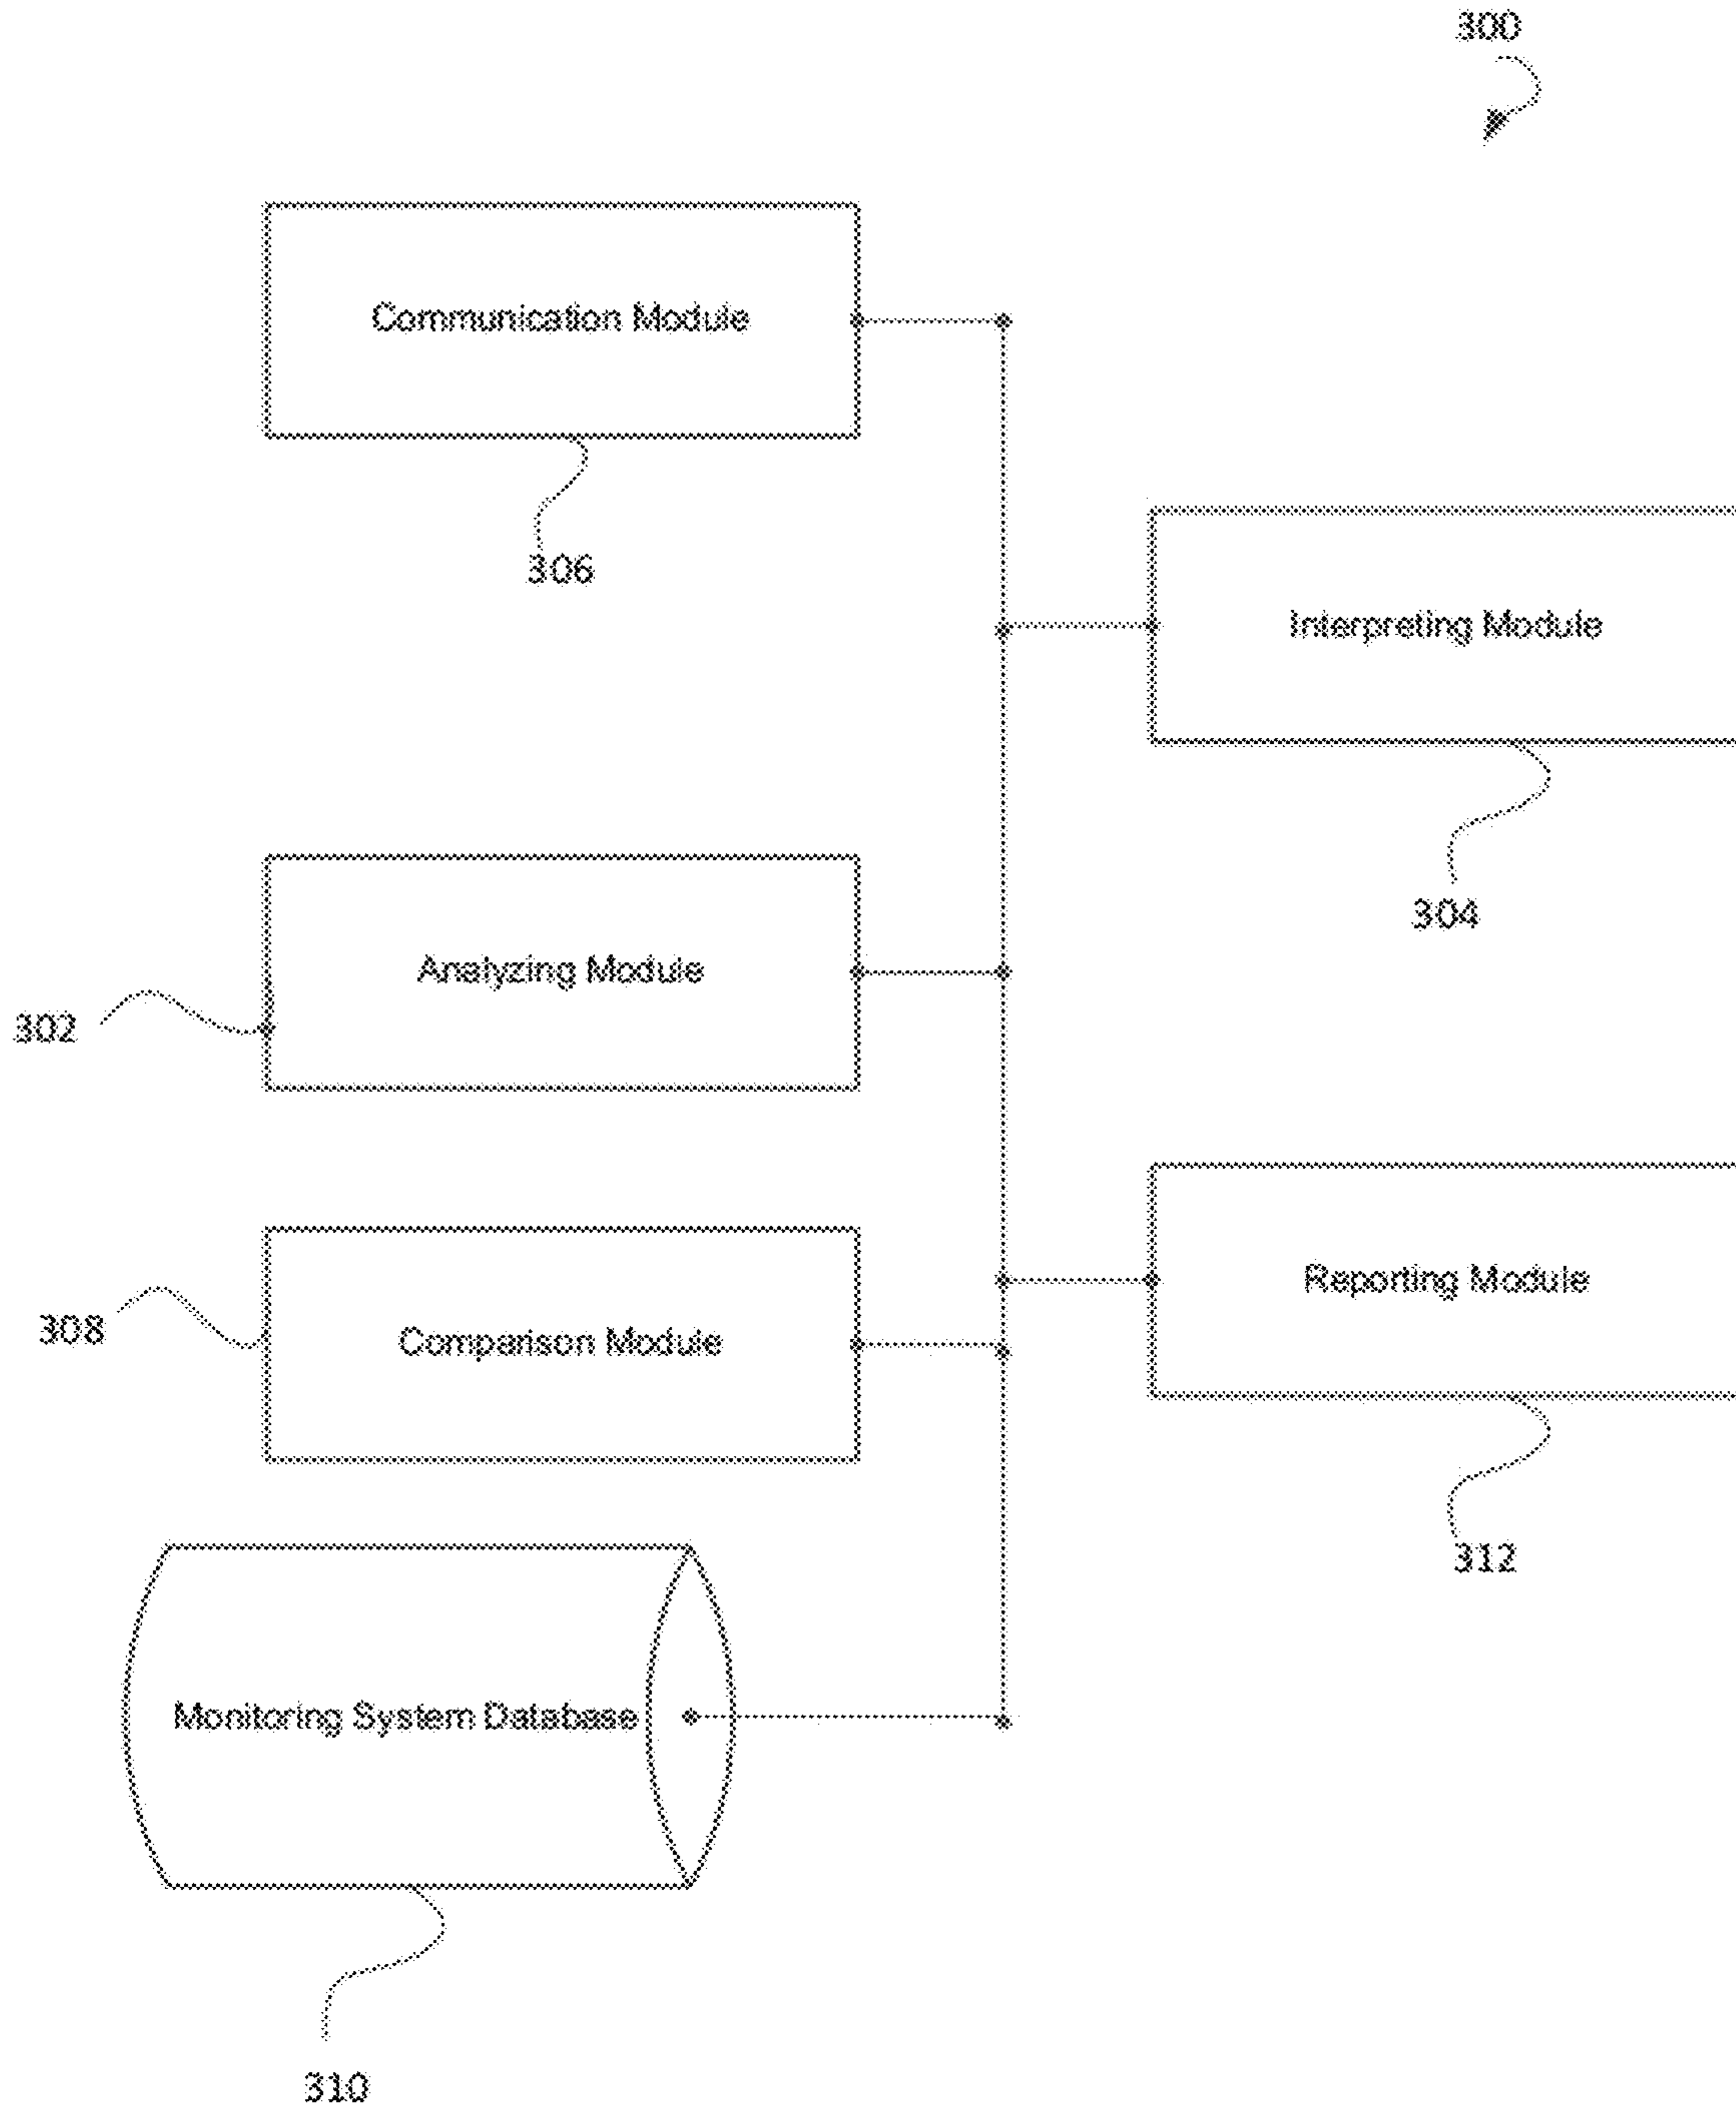 300
Communication Module
306
Interpreting Module
304
Analyzing Module
302
Reporting Module
308
Comparison Module
312
Monitoring System Database
310